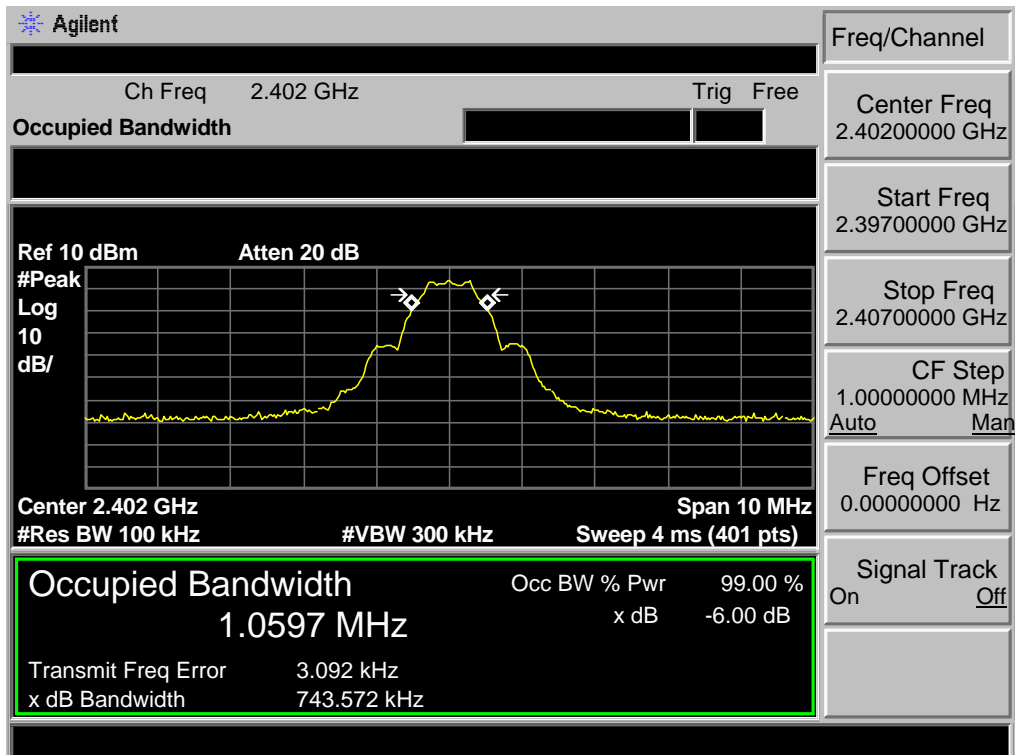 Agilent
Freq/Channel
Ch Freq 2.402 GHz Trig Free
Occupied Bandwidth
Center Freq
2.40200000 GHz
Start Freq
2.39700000 GHz
Stop Freq
2.40700000 GHz
CF Step
1.00000000 MHz
Auto Man
Freq Offset
0.00000000 Hz
Signal Track
On Off
Ref 10 dBm Atten 20 dB
#Peak
Log
10
dB/
Center 2.402 GHz Span 10 MHz
#Res BW 100 kHz #VBW 300 kHz Sweep 4 ms (401 pts)
Occupied Bandwidth
1.0597 MHz
Occ BW % Pwr 99.00 %
x dB -6.00 dB
Transmit Freq Error 3.092 kHz
x dB Bandwidth 743.572 kHz